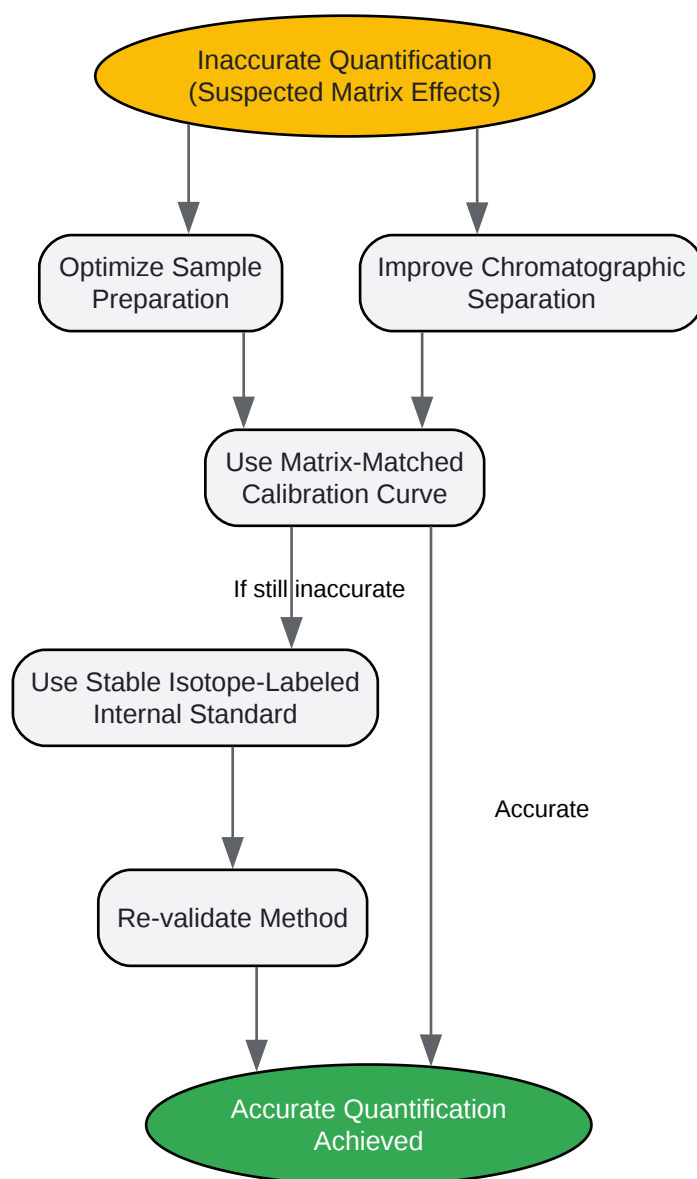 Inaccurate Quantification
(Suspected Matrix Effects)
Optimize Sample
Preparation
Improve Chromatographic
Separation
Use Matrix-Matched
Calibration Curve
If still inaccurate
Use Stable Isotope-Labeled
Internal Standard
Accurate
Re-validate Method
Accurate Quantification
Achieved